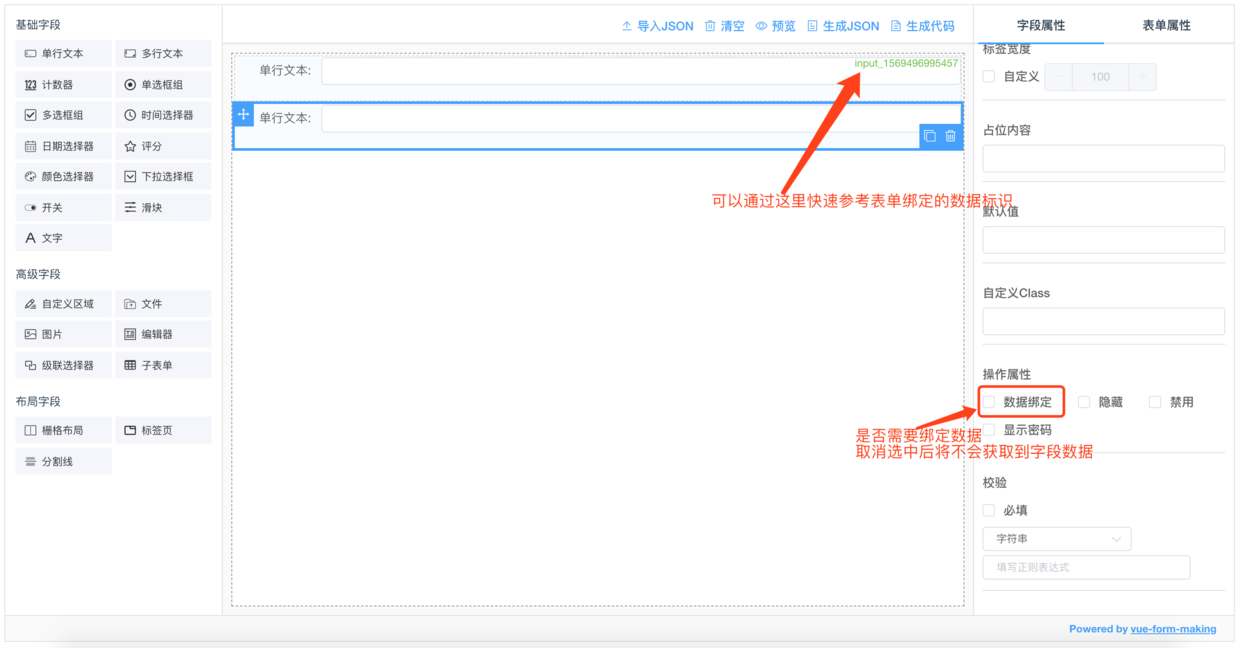 基础字段
单行文本
多行文本
123 计数器
单选框组
多选框组
时间选择器
日期选择器
评分
颜色选择器
下拉选择框
开关
滑块
A 文字
高级字段
自定义区域
文件
图片
编辑器
级联选择器
子表单
布局字段
栅格布局
标签页
分割线
导入JSON
清空
预览
生成JSON
生成代码
单行文本:
input_1569496995457
单行文本:
可以通过这里快速参考表单绑定的数据标识
字段属性
表单属性
标签宽度
自定义
- 100 +
占位内容
默认值
自定义Class
操作属性
数据绑定
隐藏
禁用
显示密码
是否需要绑定数据
取消选中后将不会获取到字段数据
校验
必填
字符串
填写正则表达式
Powered by vue-form-making